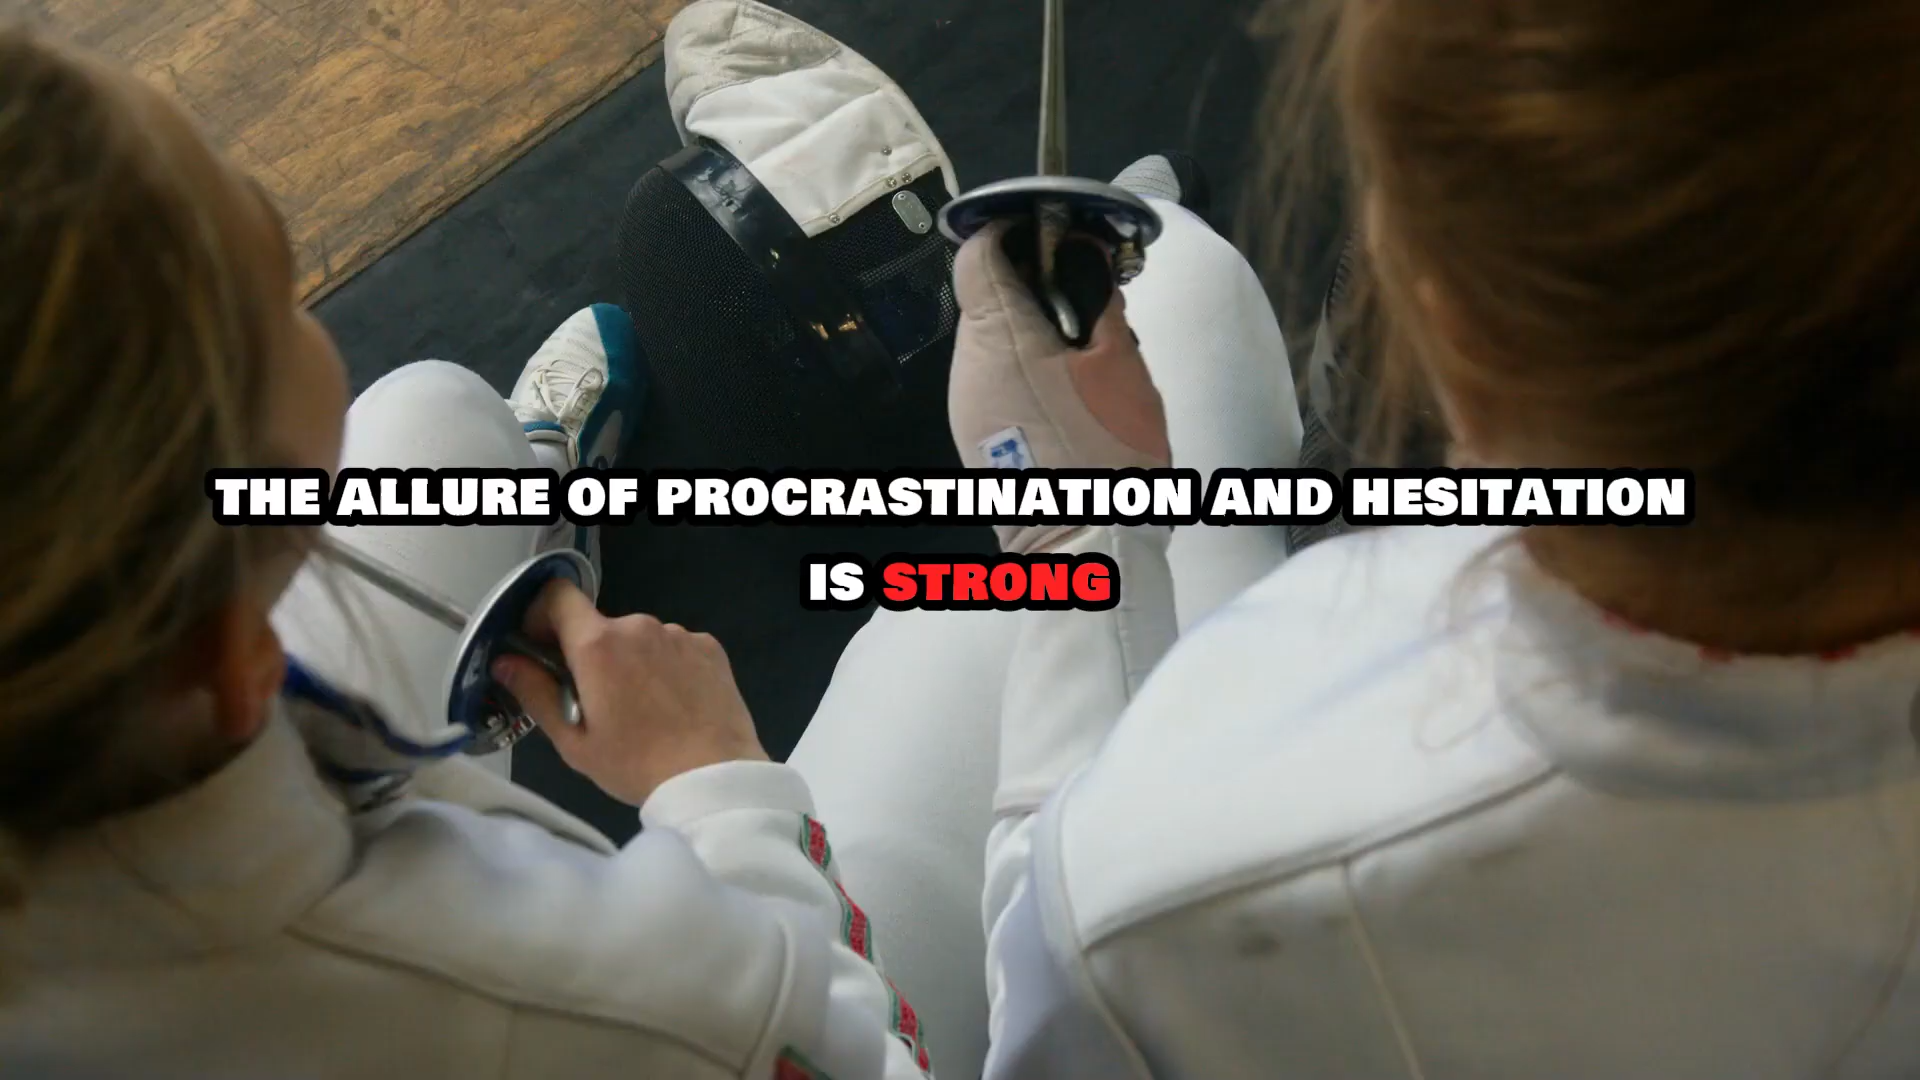 THE ALLURE OF PROCRASTINATION AND HESITATION
IS STRONG